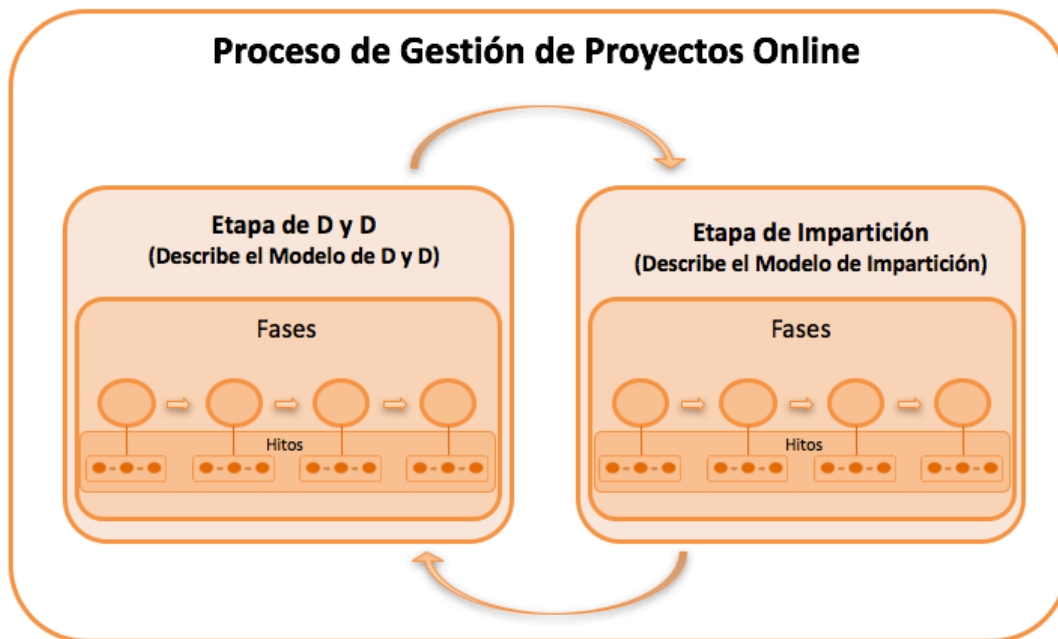 Proceso de Gestión de Proyectos Online
Etapa de D y D
(Describe el Modelo de D y D)
Fases
Hitos
Etapa de Impartición
(Describe el Modelo de Impartición)
Fases
Hitos